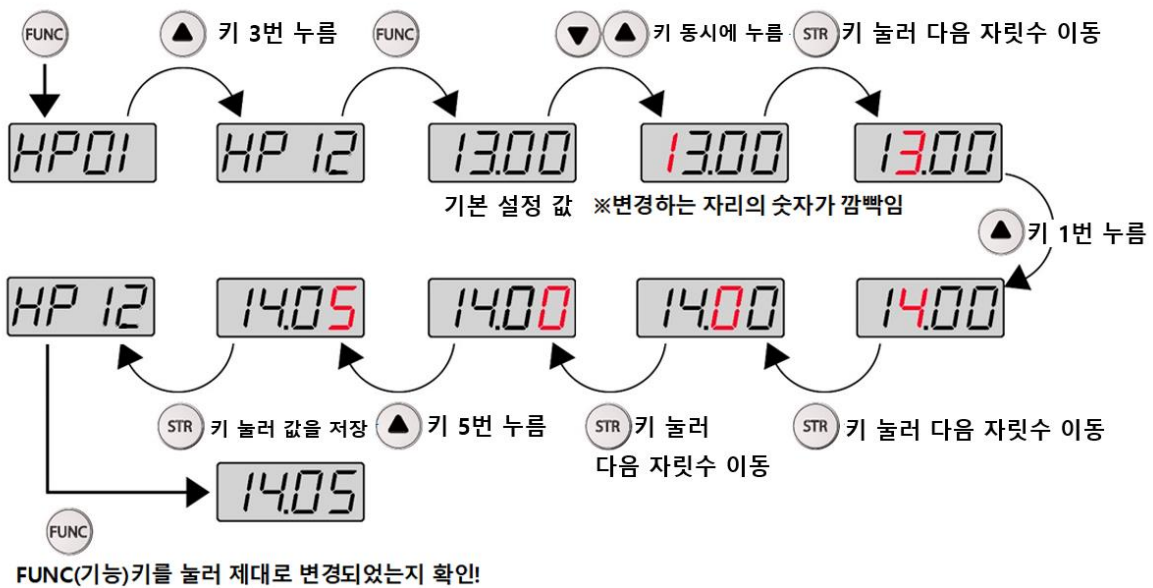 FUNC
▲ 키 3번 누름
FUNC
▼ ▲ 키 동시에 누름
STR 키 눌러 다음 자릿수 이동
HP01
HP 12
13.00
13.00
13.00
기본 설정 값
※변경하는 자리의 숫자가 깜빡임
▲ 키 1번 누름
HP 12
14.05
14.00
14.00
14.00
STR 키 눌러 값을 저장
▲ 키 5번 누름
STR 키 눌러
다음 자릿수 이동
STR 키 눌러 다음 자릿수 이동
14.05
FUNC
FUNC(기능)키를 눌러 제대로 변경되었는지 확인!